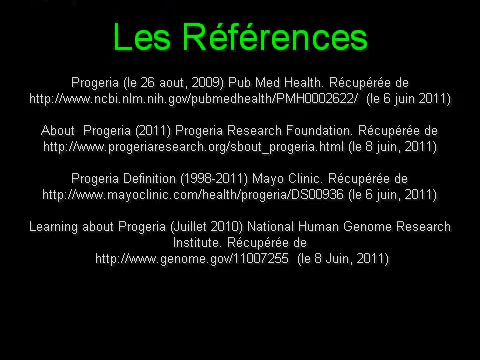 Les Références
Progeria (le 26 aout, 2009) Pub Med Health. Récupérée de
http://www.ncbi.nlm.nih.gov/pubmedhealth/PMH0002622/  (le 6 juin 2011)
About  Progeria (2011) Progeria Research Foundation. Récupérée de
http://www.progeriaresearch.org/sbout_progeria.html (le 8 juin, 2011)
Progeria Definition (1998-2011) Mayo Clinic. Récupérée de
http://www.mayoclinic.com/health/progeria/DS00936 (le 6 juin, 2011)
Learning about Progeria (Juillet 2010) National Human Genome Research
Institute. Récupérée de
http://www.genome.gov/11007255  (le 8 Juin, 2011)